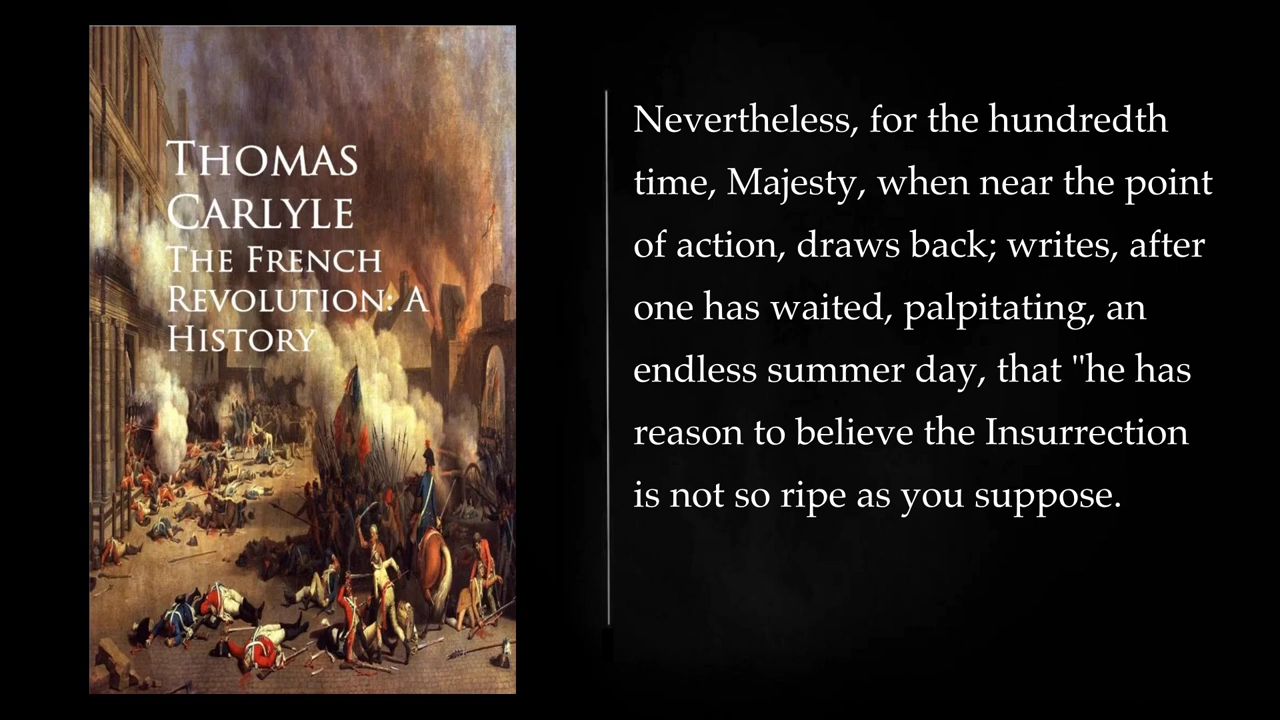 THOMAS
CARLYLE
THE FRENCH
REVOLUTION: A
HISTORY
Nevertheless, for the hundredth
time, Majesty, when near the point
of action, draws back; writes, after
one has waited, palpitating, an
endless summer day, that "he has
reason to believe the Insurrection
is not so ripe as you suppose.